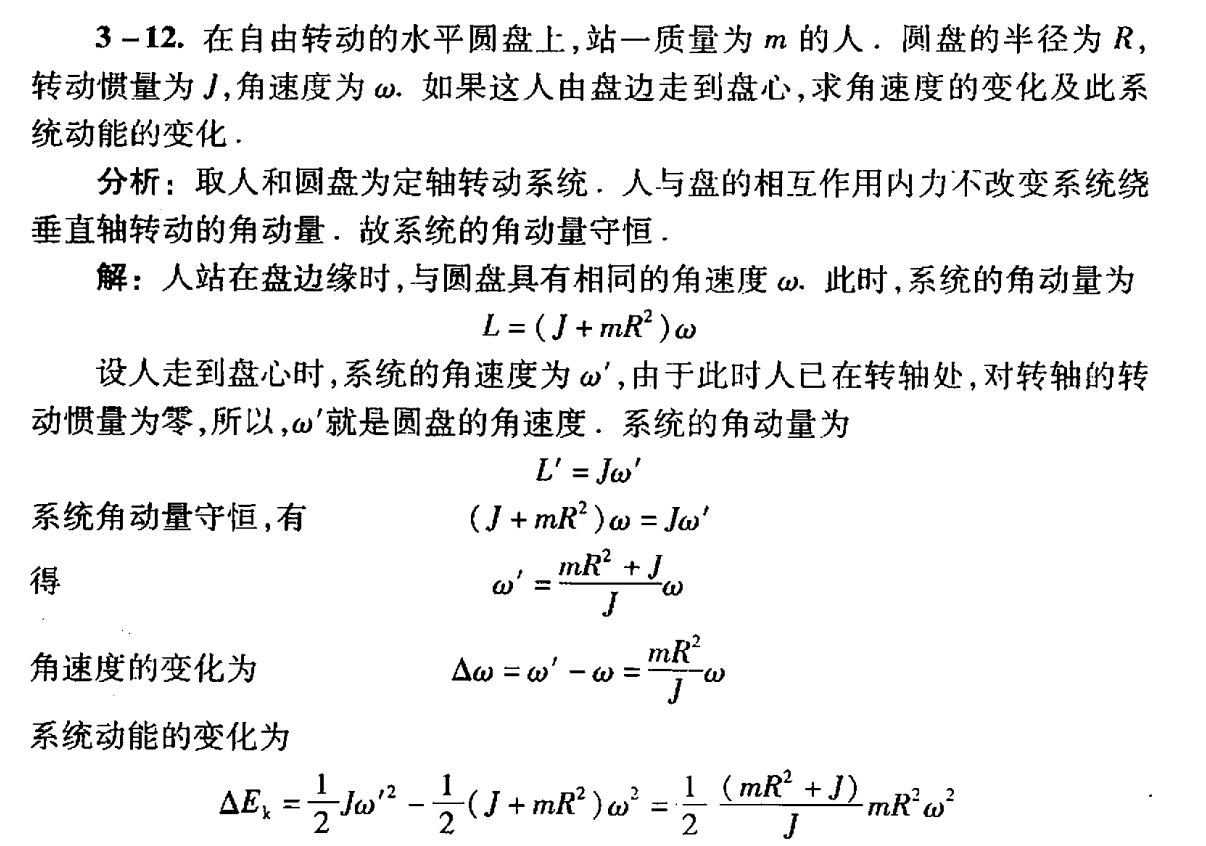 3－12. 在自由转动的水平圆盘上,站一质量为 m 的人．圆盘的半径为 R,
转动惯量为 J,角速度为 ω. 如果这人由盘边走到盘心,求角速度的变化及此系
统动能的变化．
分析：取人和圆盘为定轴转动系统．人与盘的相互作用内力不改变系统绕
垂直轴转动的角动量．故系统的角动量守恒．
解：人站在盘边缘时,与圆盘具有相同的角速度 ω. 此时,系统的角动量为
L = ( J + mR² ) ω
设人走到盘心时,系统的角速度为 ω′,由于此时人已在转轴处,对转轴的转
动惯量为零,所以,ω′就是圆盘的角速度．系统的角动量为
L′ = Jω′
系统角动量守恒,有 ( J + mR² ) ω = Jω′
得 ω′ = \frac{mR² + J}{J} ω
角速度的变化为 Δω = ω′ － ω = \frac{mR²}{J} ω
系统动能的变化为
ΔE_k = \frac{1}{2} Jω′² － \frac{1}{2} ( J + mR² ) ω² = \frac{1}{2} \frac{( mR² + J )}{J} mR²ω²